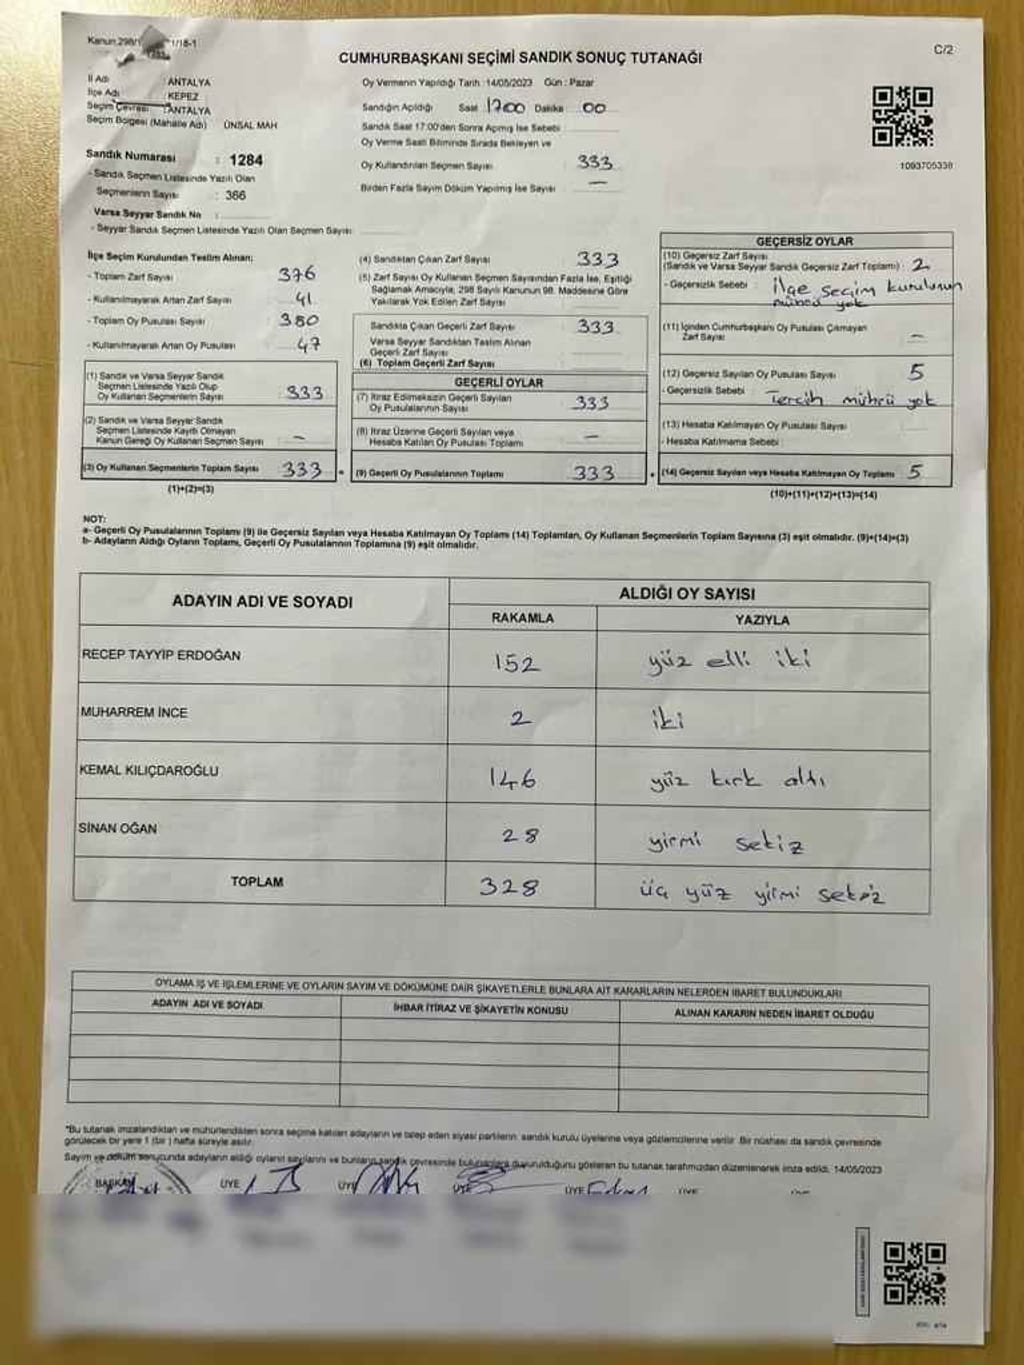 Kanun 298/ 1/18-1
C/2
CUMHURBAŞKANI SEÇİMİ SANDIK SONUÇ TUTANAĞI
İl Adı : ANTALYA
İlçe Adı : KEPEZ
Seçim Çevresi : ANTALYA
Seçim Bölgesi (Mahalle Adı) ÜNSAL MAH
Sandık Numarası : 1284
- Sandık Seçmen Listesinde Yazılı Olan
Seçmenlerin Sayısı : 366
Varsa Seyyar Sandık No :
- Seyyar Sandık Seçmen Listesinde Yazılı Olan Seçmen Sayısı :
Oy Vermenin Yapıldığı Tarih : 14/05/2023 Gün : Pazar
Sandığın Açıldığı Saat 1700 Dakika 00
Sandık Saat 17:00'den Sonra Açmış İse Sebebi
Oy Verme Saati Bitiminde Sırada Bekleyen ve
Oy Kullandırılan Seçmen Sayısı : 333
Birden Fazla Sayım Döküm Yapılmış İse Sayısı : —
1093705338
İlçe Seçim Kurulundan Teslim Alınan;
- Toplam Zarf Sayısı : 376
- Kullanılmayarak Artan Zarf Sayısı : 41
- Toplam Oy Pusulası Sayısı : 380
- Kullanılmayarak Artan Oy Pusulası : 47
(1) Sandık ve Varsa Seyyar Sandık
Seçmen Listesinde Yazılı Olup
Oy Kullanan Seçmenlerin Sayısı : 333
(2) Sandık ve Varsa Seyyar Sandık
Seçmen Listesinde Kayıtlı Olmayan
Kanun Gereği Oy Kullanan Seçmen Sayısı : —
(3) Oy Kullanan Seçmenlerin Toplam Sayısı : 333
(1)+(2)=(3)
(4) Sandıktan Çıkan Zarf Sayısı : 333
(5) Zarf Sayısı Oy Kullanan Seçmen Sayısından Fazla İse, Eşitliği
Sağlamak Amacıyla, 298 Sayılı Kanunun 98. Maddesine Göre
Yakılarak Yok Edilen Zarf Sayısı
Sandıkta Çıkan Geçerli Zarf Sayısı : 333
Varsa Seyyar Sandıktan Teslim Alınan
Geçerli Zarf Sayısı
(6) Toplam Geçerli Zarf Sayısı
GEÇERLİ OYLAR
(7) İtiraz Edilmeksizin Geçerli Sayılan
Oy Pusulalarının Sayısı : 333
(8) İtiraz Üzerine Geçerli Sayılan veya
Hesaba Katılan Oy Pusulası Toplamı : —
(9) Geçerli Oy Pusulalarının Toplamı : 333
GEÇERSİZ OYLAR
(10) Geçersiz Zarf Sayısı
(Sandık ve Varsa Seyyar Sandık Geçersiz Zarf Toplamı) : 2
- Geçersizlik Sebebi : ilçe seçim kurulunun
mührü yok
(11) İçinden Cumhurbaşkanı Oy Pusulası Çıkmayan
Zarf Sayısı : —
(12) Geçersiz Sayılan Oy Pusulası Sayısı : 5
- Geçersizlik Sebebi : Tercih mührü yok
(13) Hesaba Katılmayan Oy Pusulası Sayısı :
- Hesaba Katılmama Sebebi :
(14) Geçersiz Sayılan veya Hesaba Katılmayan Oy Toplamı : 5
(10)+(11)+(12)+(13)=(14)
NOT:
a- Geçerli Oy Pusulalarının Toplamı (9) ile Geçersiz Sayılan veya Hesaba Katılmayan Oy Toplamı (14) Toplamları, Oy Kullanan Seçmenlerin Toplam Sayısına (3) eşit olmalıdır. (9)+(14)=(3)
b- Adayların Aldığı Oyların Toplamı, Geçerli Oy Pusulalarının Toplamına (9) eşit olmalıdır.
ADAYIN ADI VE SOYADI
ALDIĞI OY SAYISI
RAKAMLA YAZIYLA
RECEP TAYYİP ERDOĞAN 152 yüz elli iki
MUHARREM İNCE 2 iki
KEMAL KILIÇDAROĞLU 146 yüz kırk altı
SİNAN OĞAN 28 yirmi sekiz
TOPLAM 328 üç yüz yirmi sekiz
OYLAMA İŞ VE İŞLEMLERİNE VE OYLARIN SAYIM VE DÖKÜMÜNE DAİR ŞİKAYETLERLE BUNLARA AİT KARARLARIN NELERDEN İBARET BULUNDUKLARI
ADAYIN ADI VE SOYADI İHBAR İTİRAZ VE ŞİKAYETİN KONUSU ALINAN KARARIN NEDEN İBARET OLDUĞU
*Bu tutanak imzalandıktan ve mühürlendikten sonra seçime katılan adayların ve talep eden siyasi partilerin sandık kurulu üyelerine veya gözlemcilerine verilir. Bir nüshası da sandık çevresinde
görülecek bir yere 1 (bir) hafta süreyle asılır.
Sayım ve döküm sonucunda adayların aldığı oyların sayılarını ve bunların sandık çevresinde bulunanlara duyurulduğunu gösteren bu tutanak tarafımızdan düzenlenerek imza edildi. 14/05/2023
BAŞKAN ÜYE ÜYE ÜYE ÜYE ÜYE